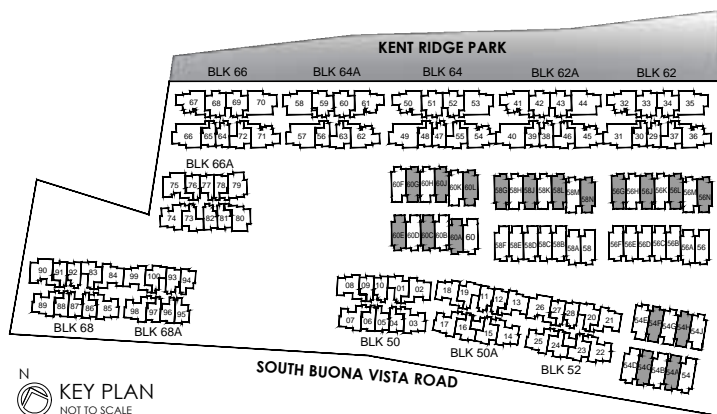 KENT RIDGE PARK
BLK 66 BLK 64A BLK 64 BLK 62A BLK 62
67 68 69 70 58 59 60 61 50 51 52 53 41 42 43 44 32 33 34 35
66 65 64 72 71 57 56 63 62 49 48 47 55 54 40 39 38 46 45 31 30 29 37 36
BLK 66A
75 76 77 78 79 60F 60G 60H 60J 60K 60L 58G 58H 58J 58K 58L 58M 58N 56G 56H 56J 56K 56L 56M 56N
74 73 82 81 80 60E 60D 60C 60B 60A 60 58F 58E 58D 58C 58B 58A 58 56F 56E 56D 56C 56B 56A 56
90 91 92 83 84 99 100 93 94 08 09 10 01 02 18 19 11 12 13 26 27 28 20 21 54E 54F 54G 54H 54J
89 88 87 86 85 98 97 96 95 07 06 05 04 03 17 16 15 14 25 24 23 22 54D 54C 54B 54A 54
BLK 68 BLK 68A BLK 50 BLK 50A BLK 52
SOUTH BUONA VISTA ROAD
N
KEY PLAN
NOT TO SCALE